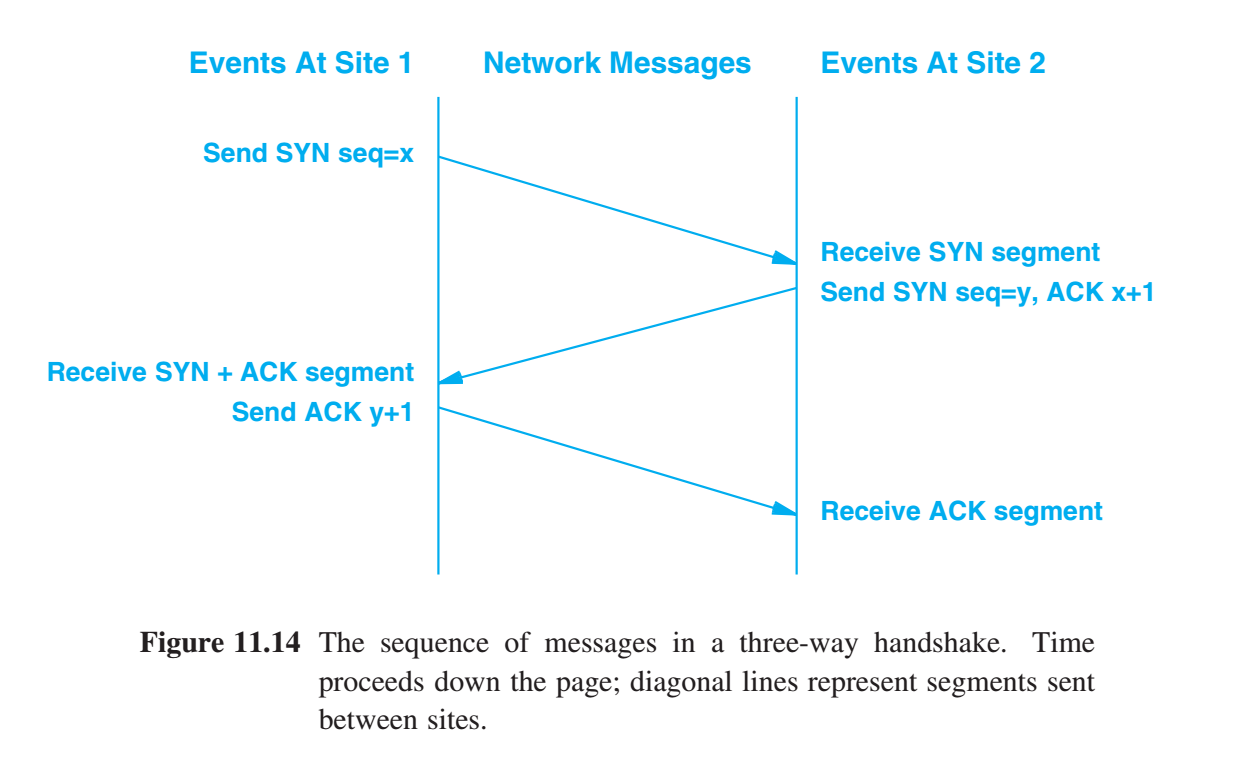 Events At Site 1
Network Messages
Events At Site 2
Send SYN seq=x
Receive SYN segment
Send SYN seq=y, ACK x+1
Receive SYN + ACK segment
Send ACK y+1
Receive ACK segment
Figure 11.14 The sequence of messages in a three-way handshake. Time
proceeds down the page; diagonal lines represent segments sent
between sites.